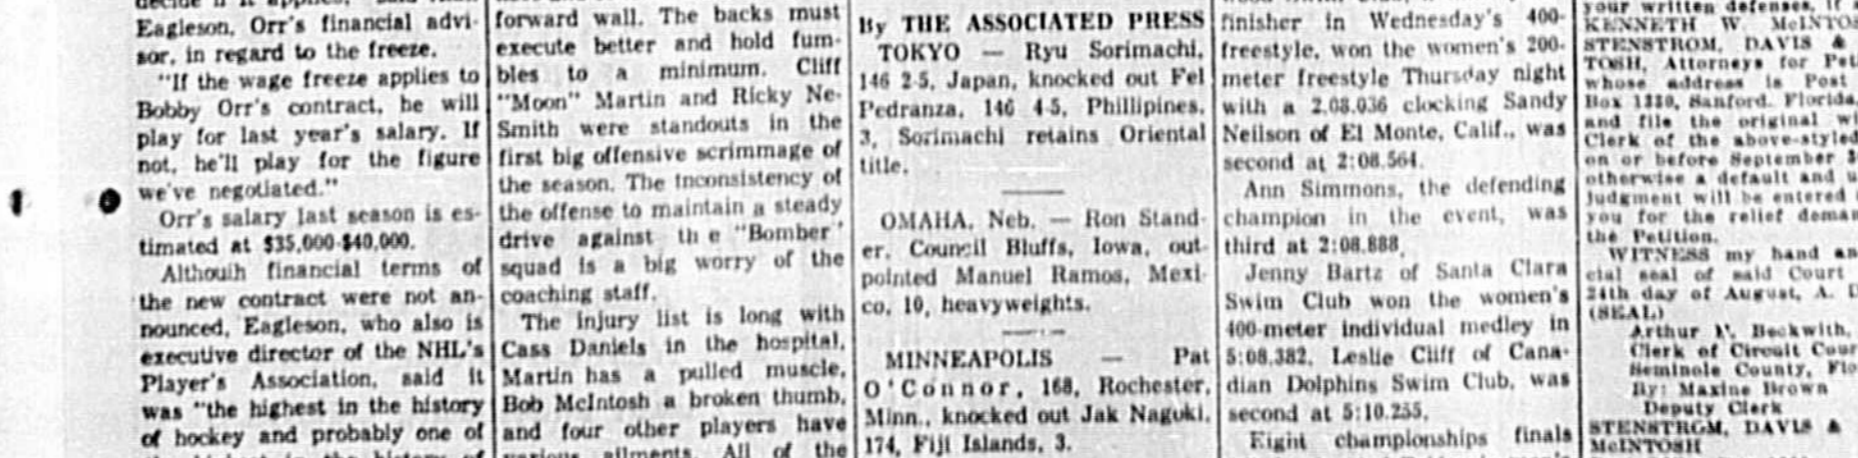 Eagleson, Orr's financial advi-
sor, in regard to the freeze.
"If the wage freeze applies to
Bobby Orr's contract, he will
play for last year's salary. If
not, he'll play for the figure
we've negotiated."
Orr's salary last season is es-
timated at $35,000-$40,000.
Althouih financial terms of
the new contract were not an-
nounced, Eagleson, who also is
executive director of the NHL's
Player's Association, said it
was "the highest in the history
of hockey and probably one of
forward wall. The backs must
execute better and hold fum-
bles to a minimum. Cliff
"Moon" Martin and Ricky Ne-
Smith were standouts in the
first big offensive scrimmage of
the season. The inconsistency of
the offense to maintain a steady
drive against th e "Bomber'
squad is a big worry of the
coaching staff.
The injury list is long with
Cass Daniels in the hospital,
Martin has a pulled muscle,
Bob McIntosh a broken thumb,
and four other players have
various ailments. All of the
By THE ASSOCIATED PRESS
TOKYO — Ryu Sorimachi,
146 2-5, Japan, knocked out Fel
Pedranza, 146 4-5, Phillipines,
3, Sorimachi retains Oriental
title.
OMAHA, Neb. — Ron Stand-
er, Council Bluffs, Iowa, out-
pointed Manuel Ramos, Mexi-
co, 10, heavyweights.
MINNEAPOLIS — Pat
O'Connor, 168, Rochester,
Minn., knocked out Jak Naguki,
174, Fiji Islands, 3.
finisher in Wednesday's 400-
freestyle, won the women's 200-
meter freestyle Thursday night
with a 2.08.036 clocking Sandy
Neilson of El Monte, Calif., was
second at 2:08.564.
Ann Simmons, the defending
champion in the event, was
third at 2:08.888.
Jenny Bartz of Santa Clara
Swim Club won the women's
400-meter individual medley in
5:08.382. Leslie Cliff of Cana-
dian Dolphins Swim Club, was
second at 5:10.255.
Eight championships finals
your written defenses, if
KENNETH W. McINTOS
STENSTROM, DAVIS &
TOSH, Attorneys for Pet
whose address is Post
Box 1330, Sanford, Florida,
and file the original wi
Clerk of the above-styled
on or before September
otherwise a default and
judgment will be entered
you for the relief deman
the Petition.
WITNESS my hand an
cial seal of said Court
24th day of August, A. D
(SEAL)
Arthur H. Beckwith,
Clerk of Circuit Cour
Seminole County, Flo
By: Maxine Brown
Deputy Clerk
STENSTROM, DAVIS &
McINTOSH